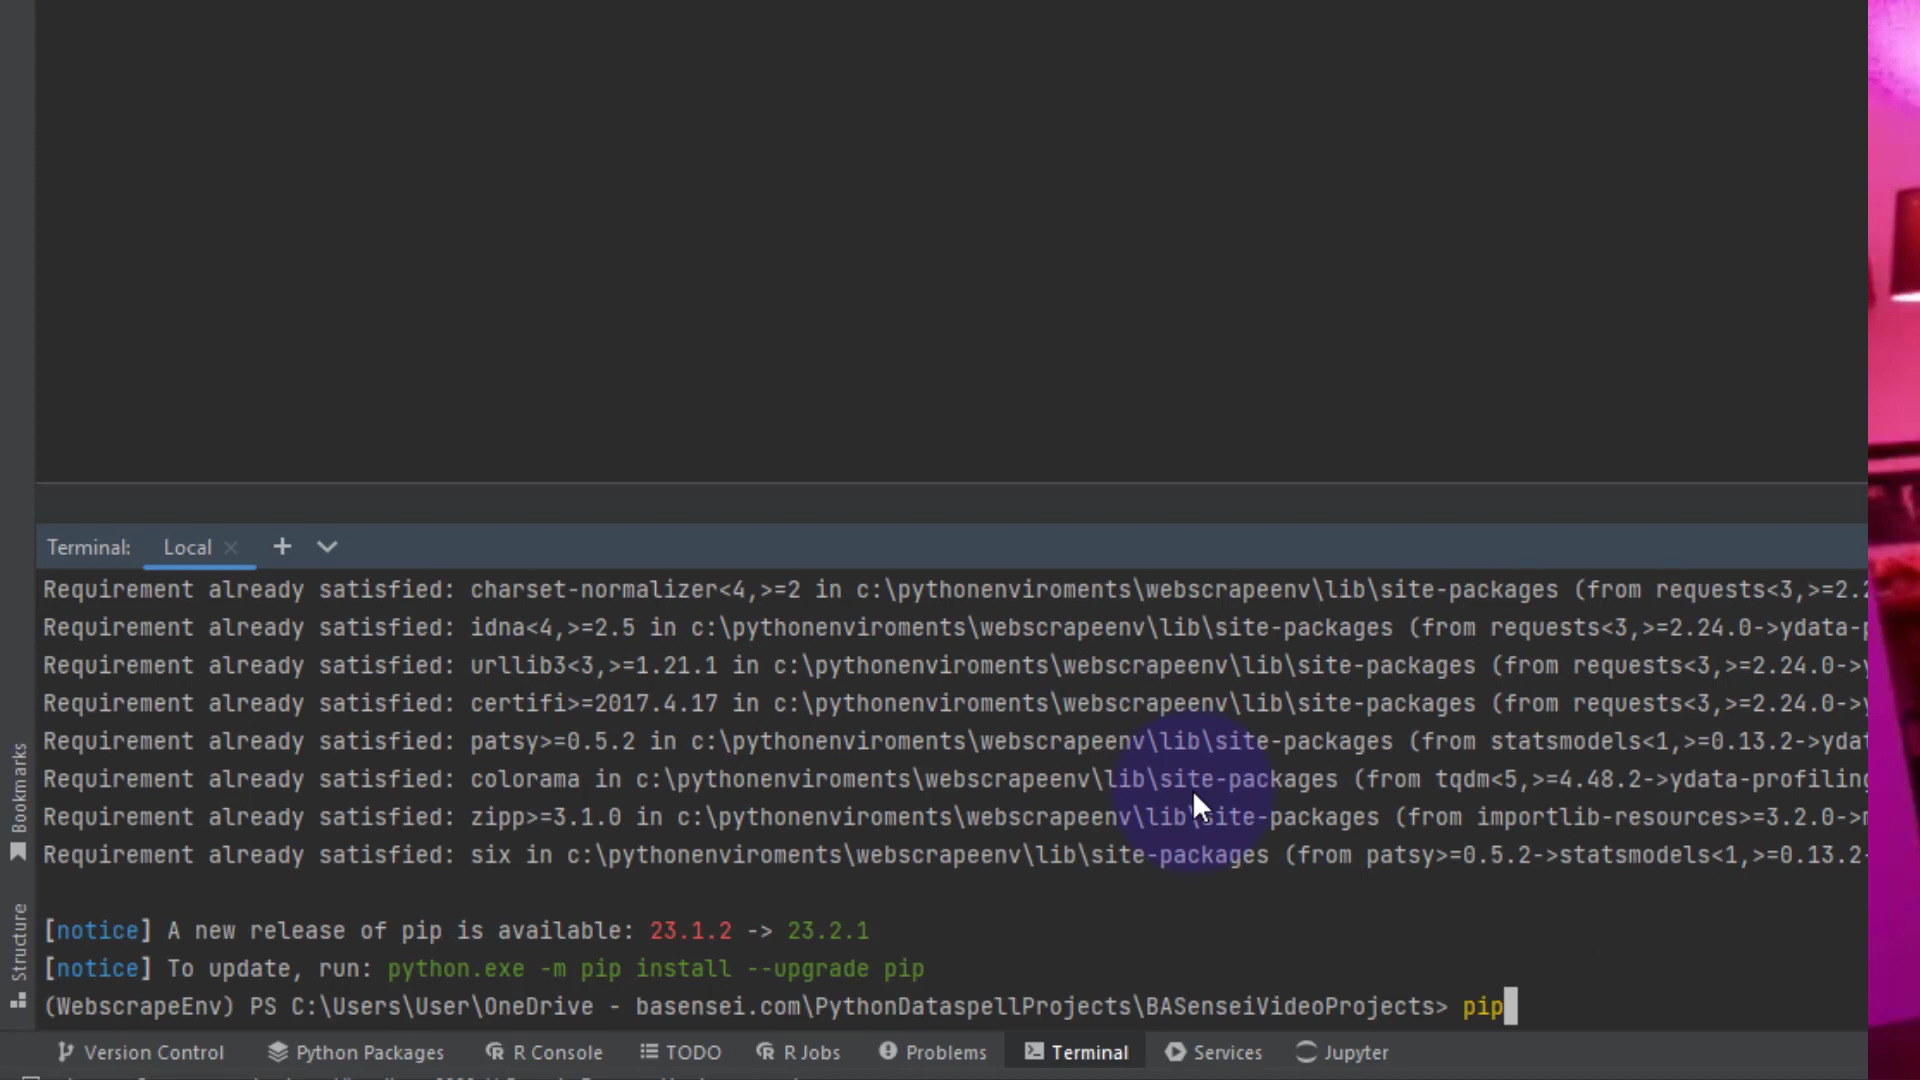 Terminal: Local
Requirement already satisfied: charset-normalizer<4,>=2 in c:\pythonenviroments\webscrapeenv\lib\site-packages (from requests<3,>=2.2
Requirement already satisfied: idna<4,>=2.5 in c:\pythonenviroments\webscrapeenv\lib\site-packages (from requests<3,>=2.24.0->ydata-p
Requirement already satisfied: urllib3<3,>=1.21.1 in c:\pythonenviroments\webscrapeenv\lib\site-packages (from requests<3,>=2.24.0->y
Requirement already satisfied: certifi>=2017.4.17 in c:\pythonenviroments\webscrapeenv\lib\site-packages (from requests<3,>=2.24.0->y
Requirement already satisfied: patsy>=0.5.2 in c:\pythonenviroments\webscrapeenv\lib\site-packages (from statsmodels<1,>=0.13.2->ydat
Requirement already satisfied: colorama in c:\pythonenviroments\webscrapeenv\lib\site-packages (from tqdm<5,>=4.48.2->ydata-profiling
Requirement already satisfied: zipp>=3.1.0 in c:\pythonenviroments\webscrapeenv\lib\site-packages (from importlib-resources>=3.2.0->m
Requirement already satisfied: six in c:\pythonenviroments\webscrapeenv\lib\site-packages (from patsy>=0.5.2->statsmodels<1,>=0.13.2-
[notice] A new release of pip is available: 23.1.2 -> 23.2.1
[notice] To update, run: python.exe -m pip install --upgrade pip
(WebscrapeEnv) PS C:\Users\User\OneDrive - basensei.com\PythonDataspellProjects\BASenseiVideoProjects> pip
Bookmarks
Structure
Version Control Python Packages R Console TODO R Jobs Problems Terminal Services Jupyter